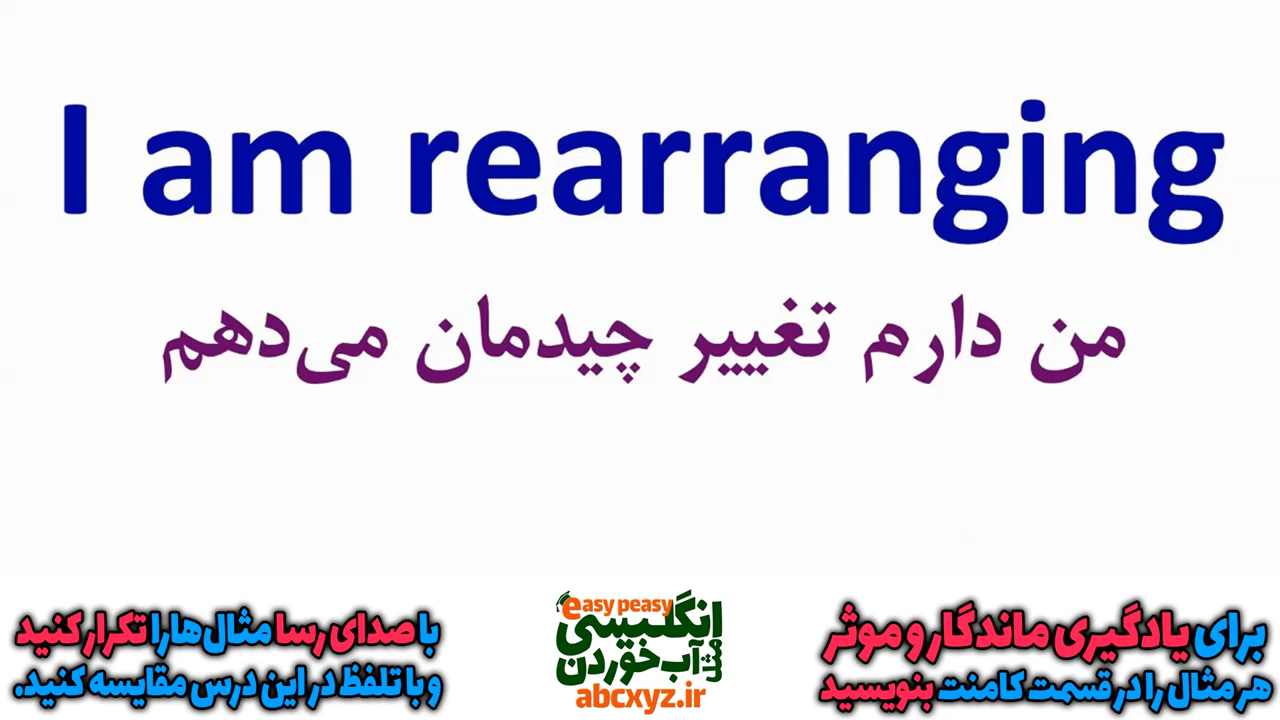 I am rearranging
من دارم تغییر چیدمان می‌دهم
برای یادگیری ماندگار و موثر
هر مثال را در قسمت کامنت بنویسید
easy peasy
انگلیسی
مثل آب خوردن
abcxyz.ir
با صدای رسا مثال‌ها را تکرار کنید
و با تلفظ در این درس مقایسه کنید.